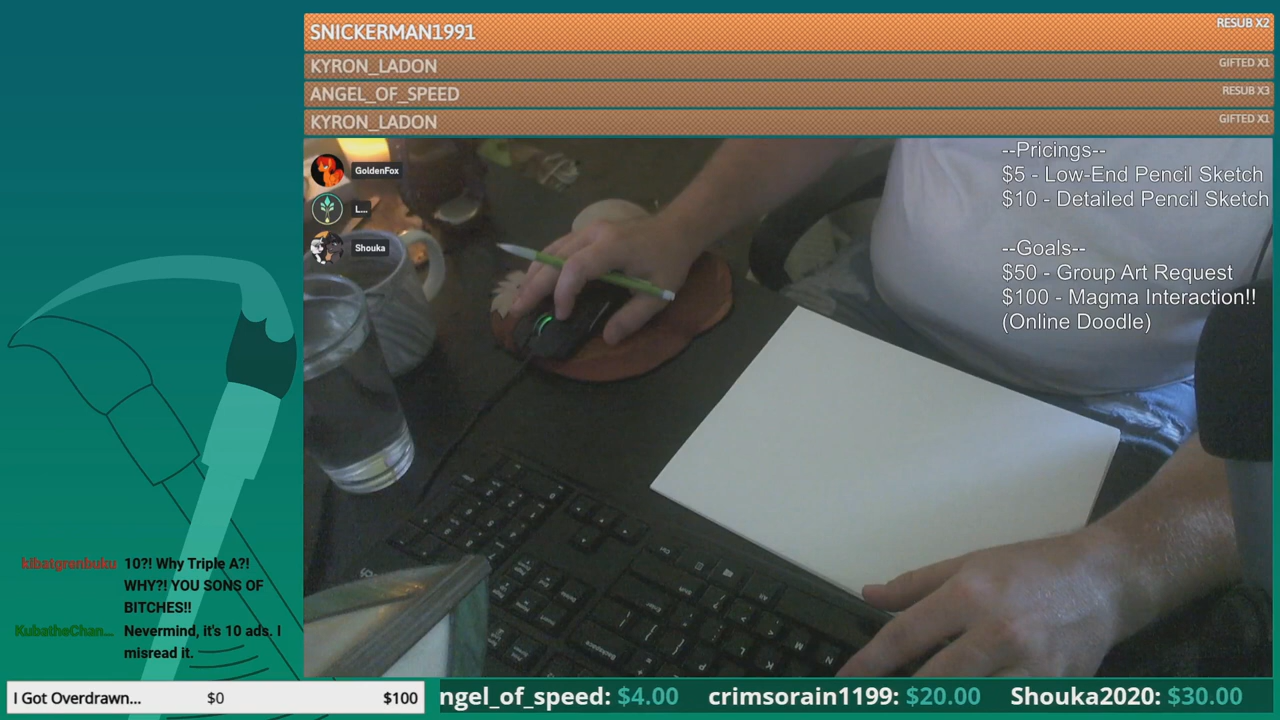 SNICKERMAN1991 RESUB X2
KYRON_LADON GIFTED X1
ANGEL_OF_SPEED RESUB X3
KYRON_LADON GIFTED X1
GoldenFox
L...
Shouka
--Pricings--
$5 - Low-End Pencil Sketch
$10 - Detailed Pencil Sketch
--Goals--
$50 - Group Art Request
$100 - Magma Interaction!!
(Online Doodle)
kibatgrunbuku 10?! Why Triple A?!
WHY?! YOU SONS OF
BITCHES!!
KubatheChan... Nevermind, it's 10 ads. I
misread it.
I Got Overdrawn... $0 $100
ngel_of_speed: $4.00 crimsorain1199: $20.00 Shouka2020: $30.00